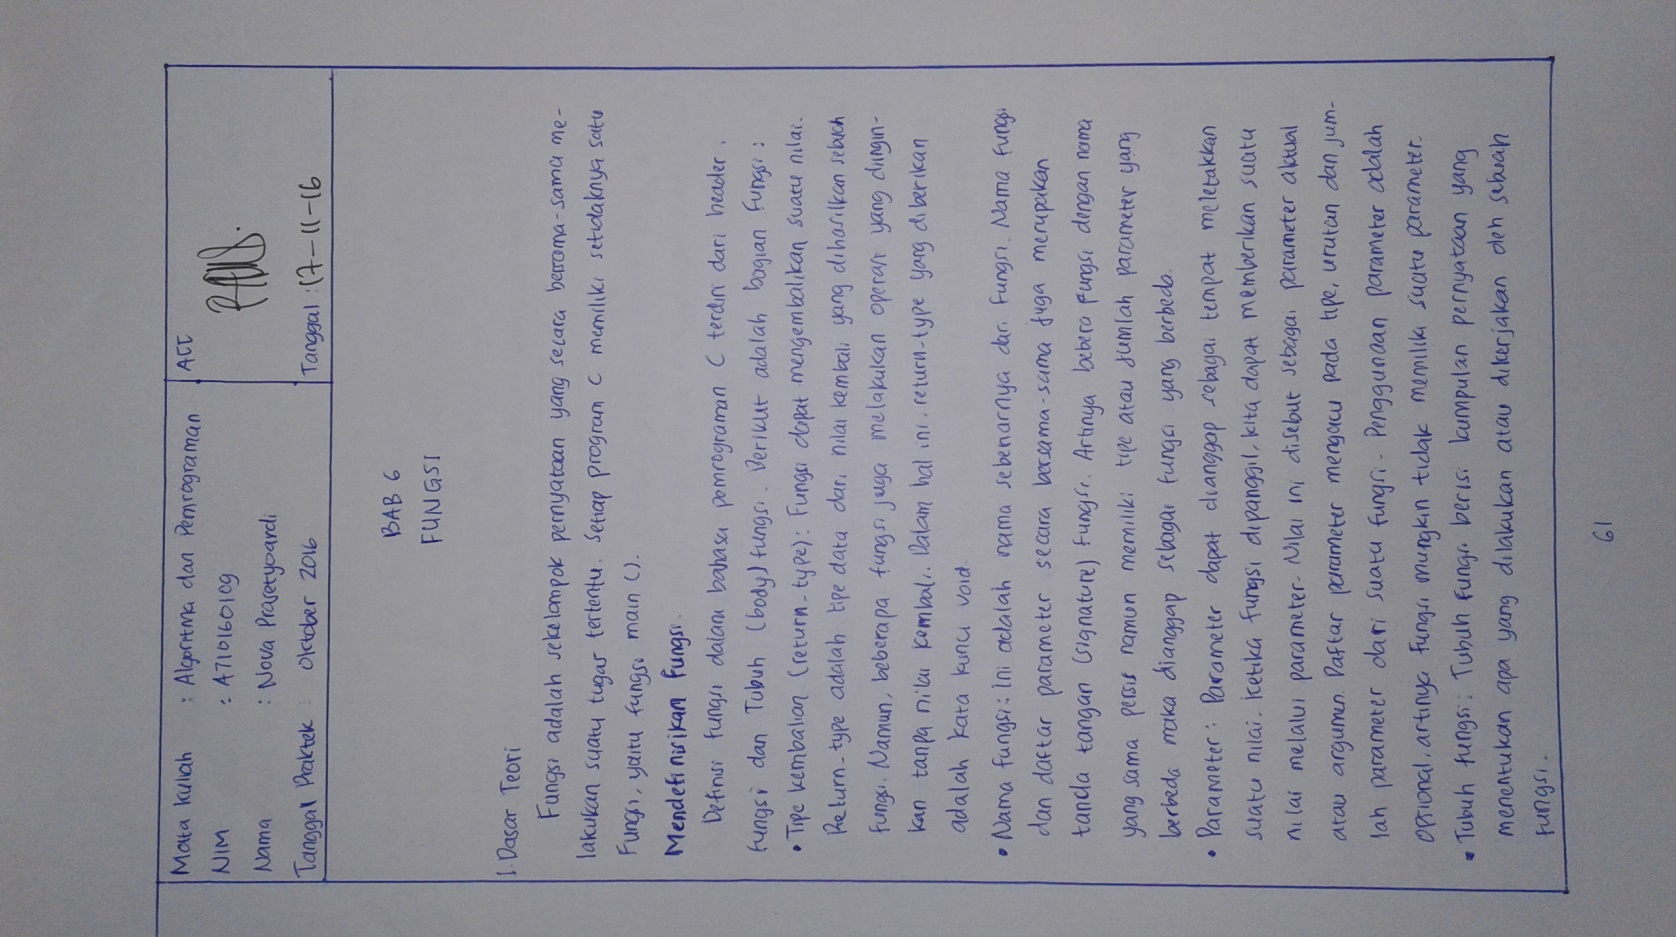 Mata kuliah : Algoritma dan Pemrograman
NIM : A710160109
Nama : Nova Prasetyoandi
Tanggal Praktek : Oktober 2016
ACC
Tanggal : 17-11-16
BAB 6
FUNGSI
1. Dasar Teori
Fungsi adalah sekelompok pernyataan yang secara bersama-sama me-
lakukan suatu tugas tertentu. Setiap program C memiliki setidaknya satu
Fungsi, yaitu fungsi main ().
Mendefinisikan Fungsi.
Definisi fungsi dalam bahasa pemrograman C terdiri dari header
fungsi dan Tubuh (body) fungsi. Berikut adalah bagian fungsi :
• Tipe kembalian (return-type): Fungsi dapat mengembalikan suatu nilai.
Return-type adalah tipe data dari nilai kembali yang dihasilkan sebuah
fungsi. Namun, beberapa fungsi juga melakukan operasi yang diingin-
kan tanpa nilai kembali. Dalam hal ini, return-type yang diberikan
adalah kata kunci void.
• Nama fungsi: Ini adalah nama sebenarnya dari fungsi. Nama fungsi
dan daftar parameter secara bersama-sama juga merupakan
tanda tangan (signature) fungsi. Artinya bebera fungsi dengan nama
yang sama persis namun memiliki tipe atau jumlah parameter yang
berbeda maka dianggap sebagai fungsi yang berbeda.
• Parameter : Parameter dapat dianggap sebagai tempat meletakkan
suatu nilai. Ketika fungsi dipanggil, kita dapat memberikan suatu
nilai melalui parameter. Nilai ini disebut sebagai parameter aktual
atau argumen. Daftar parameter mengacu pada tipe, urutan dan jum-
lah parameter dari suatu fungsi. Penggunaan parameter adalah
opsional, artinya fungsi mungkin tidak memiliki suatu parameter.
• Tubuh fungsi : Tubuh fungsi berisi kumpulan pernyataan yang
menentukan apa yang dilakukan atau dikerjakan oleh sebuah
fungsi.
61